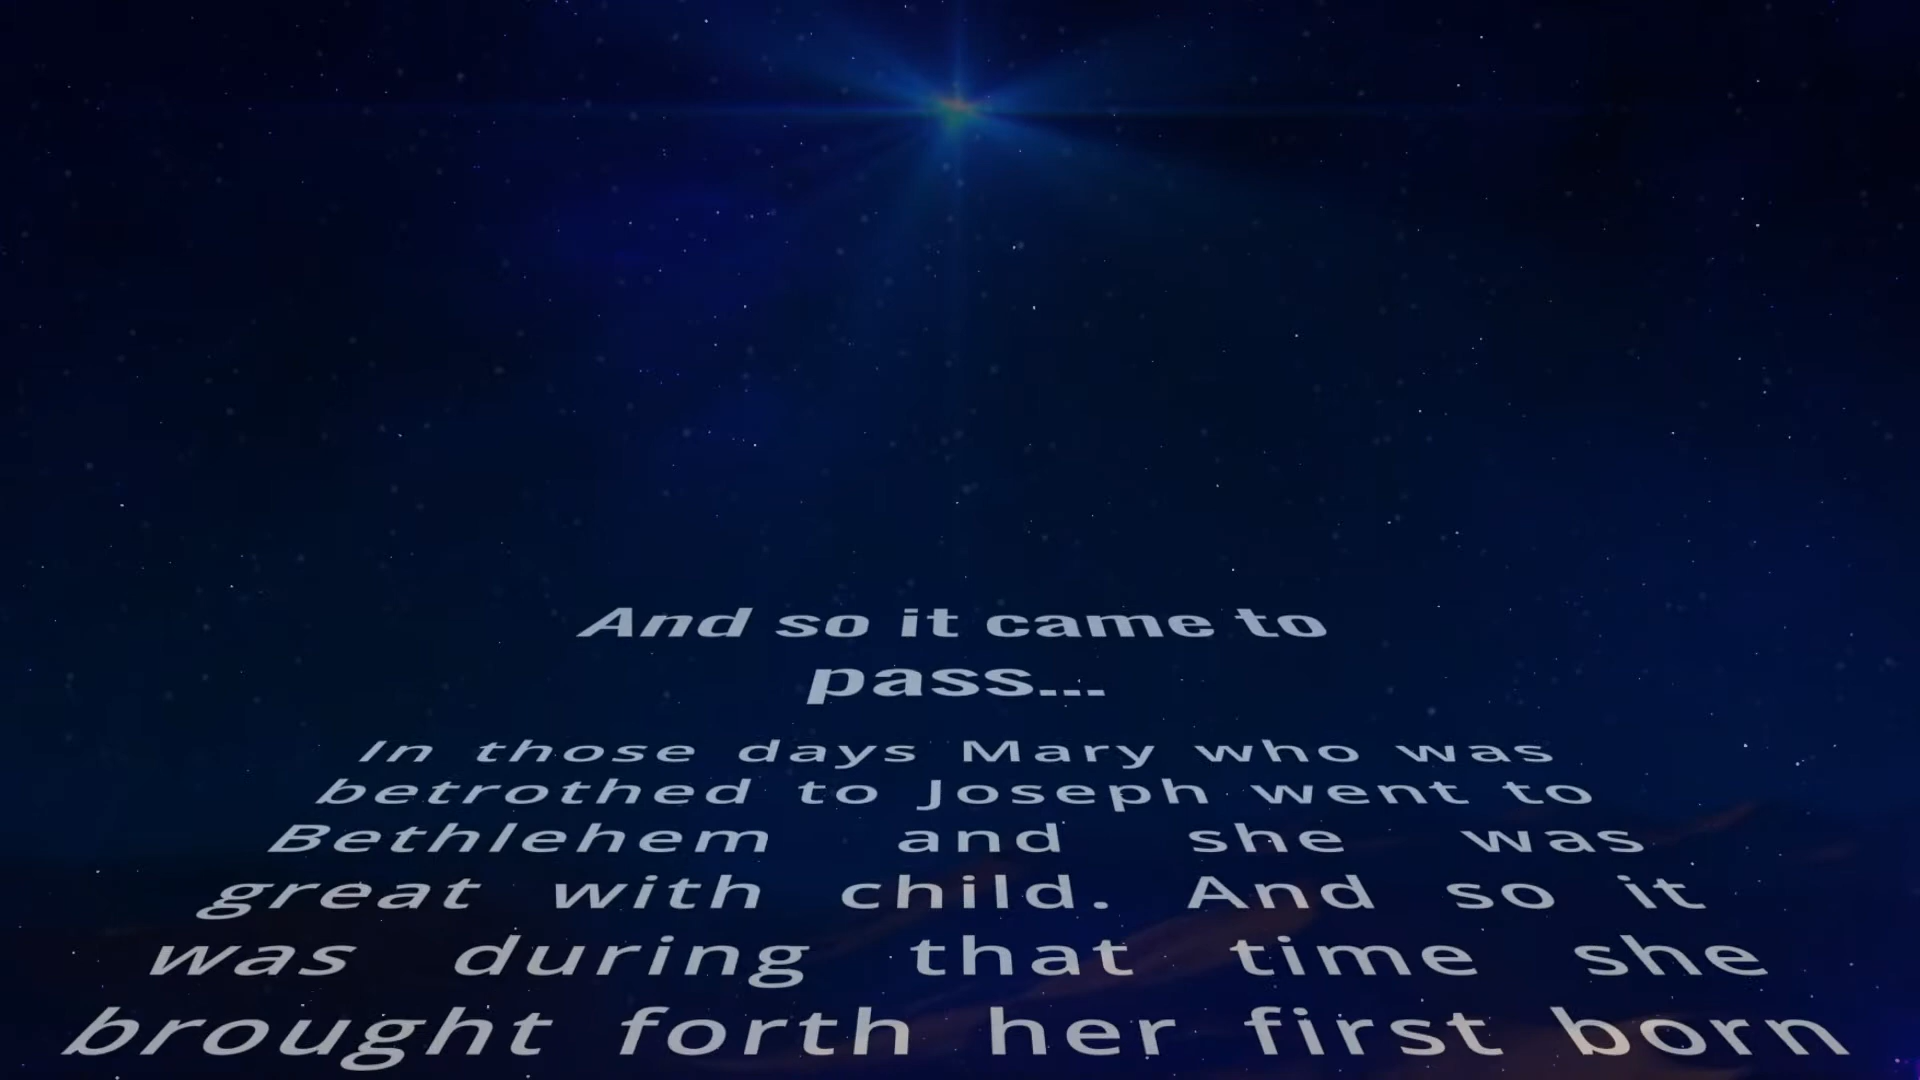 And so it came to
pass...
In those days Mary who was
betrothed to Joseph went to
Bethlehem and she was
great with child. And so it
was during that time she
brought forth her first born